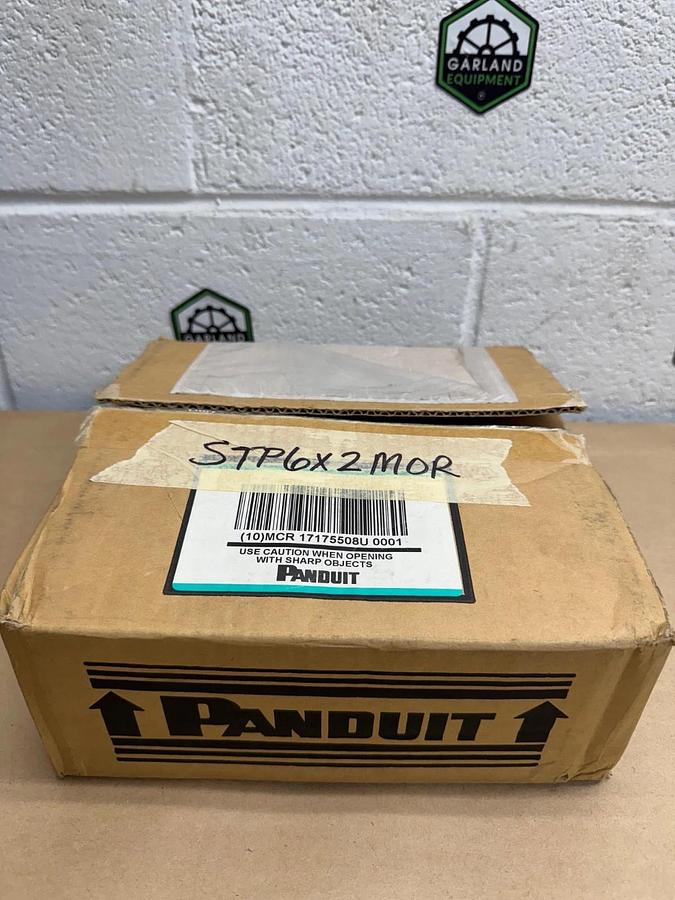 GARLAND
EQUIPMENT
GARLAND
STP6X2MOR
(10)MCR 17175508U 0001
USE CAUTION WHEN OPENING
WITH SHARP OBJECTS
PANDUIT
PANDUIT